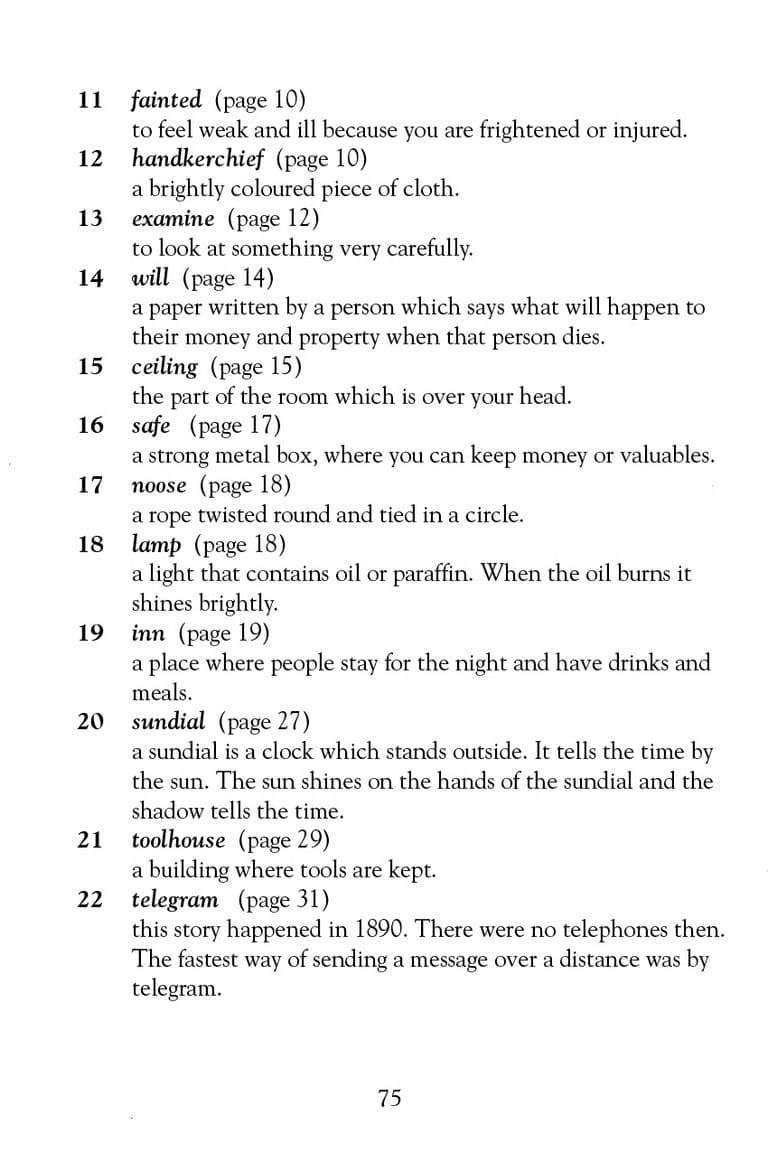 11 fainted (page 10)
to feel weak and ill because you are frightened or injured.
12 handkerchief (page 10)
a brightly coloured piece of cloth.
13 examine (page 12)
to look at something very carefully.
14 will (page 14)
a paper written by a person which says what will happen to
their money and property when that person dies.
15 ceiling (page 15)
the part of the room which is over your head.
16 safe (page 17)
a strong metal box, where you can keep money or valuables.
17 noose (page 18)
a rope twisted round and tied in a circle.
18 lamp (page 18)
a light that contains oil or paraffin. When the oil burns it
shines brightly.
19 inn (page 19)
a place where people stay for the night and have drinks and
meals.
20 sundial (page 27)
a sundial is a clock which stands outside. It tells the time by
the sun. The sun shines on the hands of the sundial and the
shadow tells the time.
21 toolhouse (page 29)
a building where tools are kept.
22 telegram (page 31)
this story happened in 1890. There were no telephones then.
The fastest way of sending a message over a distance was by
telegram.
75